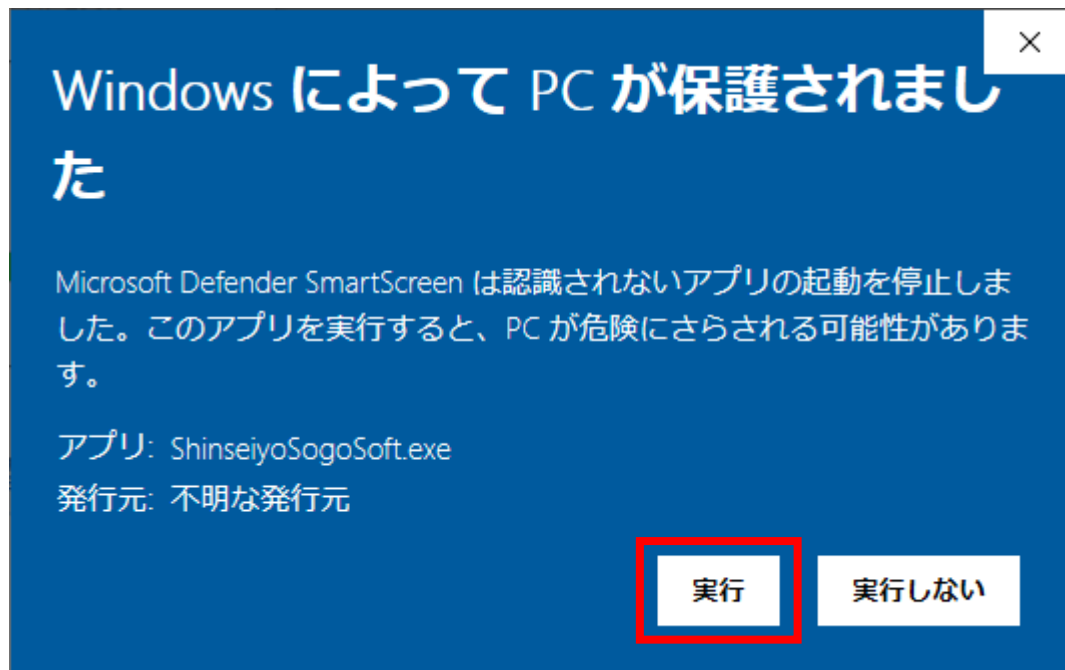 Windows によって PC が保護されまし
た
Microsoft Defender SmartScreen は認識されないアプリの起動を停止しま
した。このアプリを実行すると、PC が危険にさらされる可能性がありま
す。
アプリ: ShinseiyoSogoSoft.exe
発行元: 不明な発行元
実行 実行しない